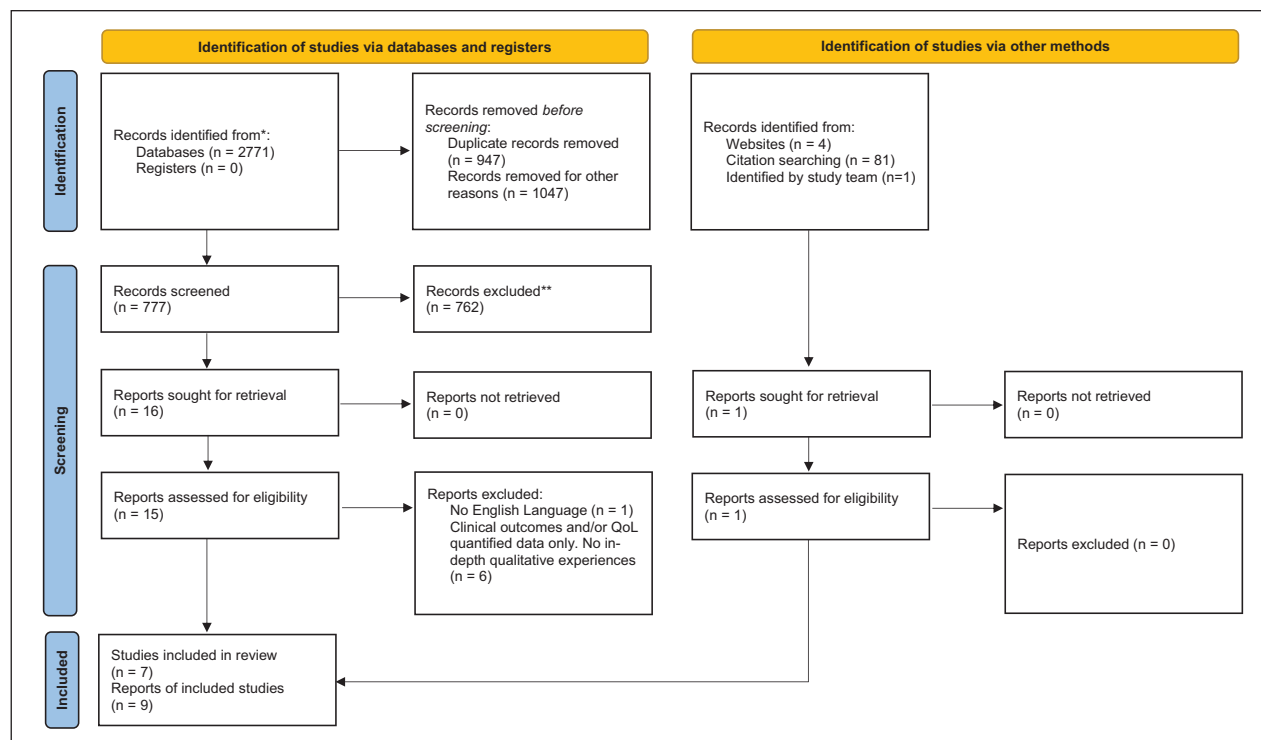 Identification of studies via databases and registers
Identification of studies via other methods
Identification
Records identified from*:
Databases (n = 2771)
Registers (n = 0)
Records removed before
screening:
Duplicate records removed
(n = 947)
Records removed for other
reasons (n = 1047)
Records identified from:
Websites (n = 4)
Citation searching (n = 81)
Identified by study team (n=1)
Screening
Records screened
(n = 777)
Records excluded**
(n = 762)
Reports sought for retrieval
(n = 16)
Reports not retrieved
(n = 0)
Reports sought for retrieval
(n = 1)
Reports not retrieved
(n = 0)
Reports assessed for eligibility
(n = 15)
Reports excluded:
No English Language (n = 1)
Clinical outcomes and/or QoL
quantified data only. No in-
depth qualitative experiences
(n = 6)
Reports assessed for eligibility
(n = 1)
Reports excluded (n = 0)
Included
Studies included in review
(n = 7)
Reports of included studies
(n = 9)